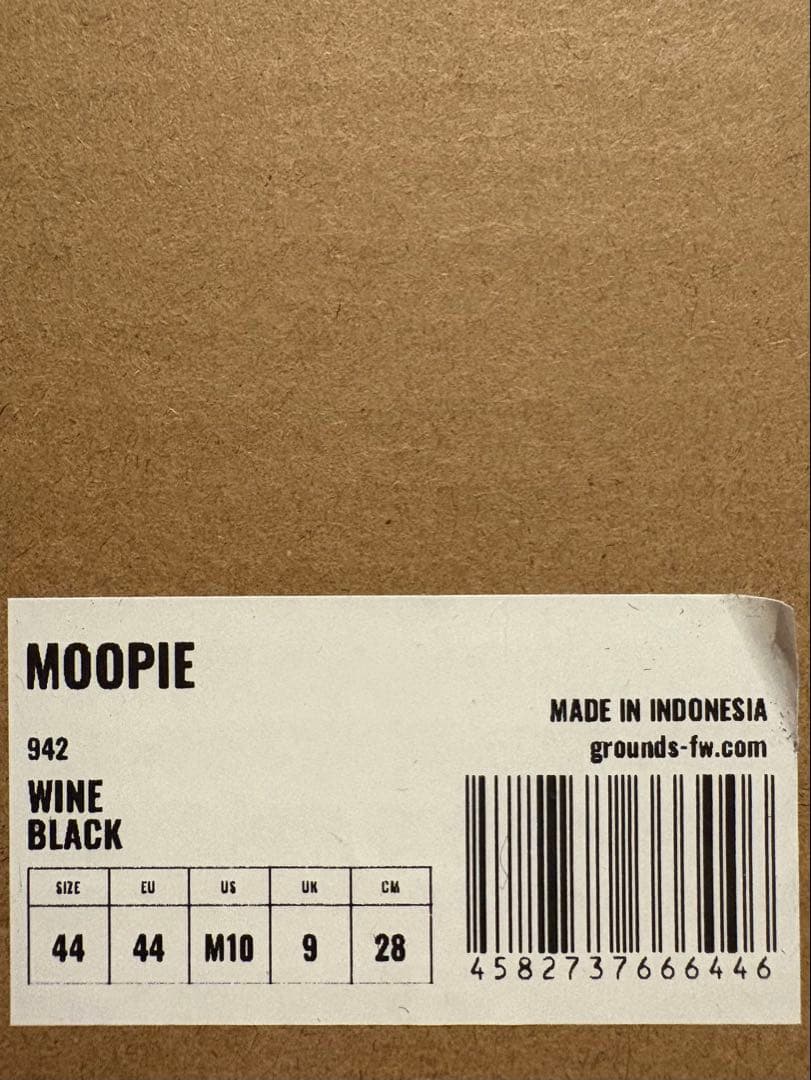 MOOPIE
MADE IN INDONESIA
942
grounds-fw.com
WINE
BLACK
SIZE EU US UK CM
44 44 M10 9 28
4582737666446